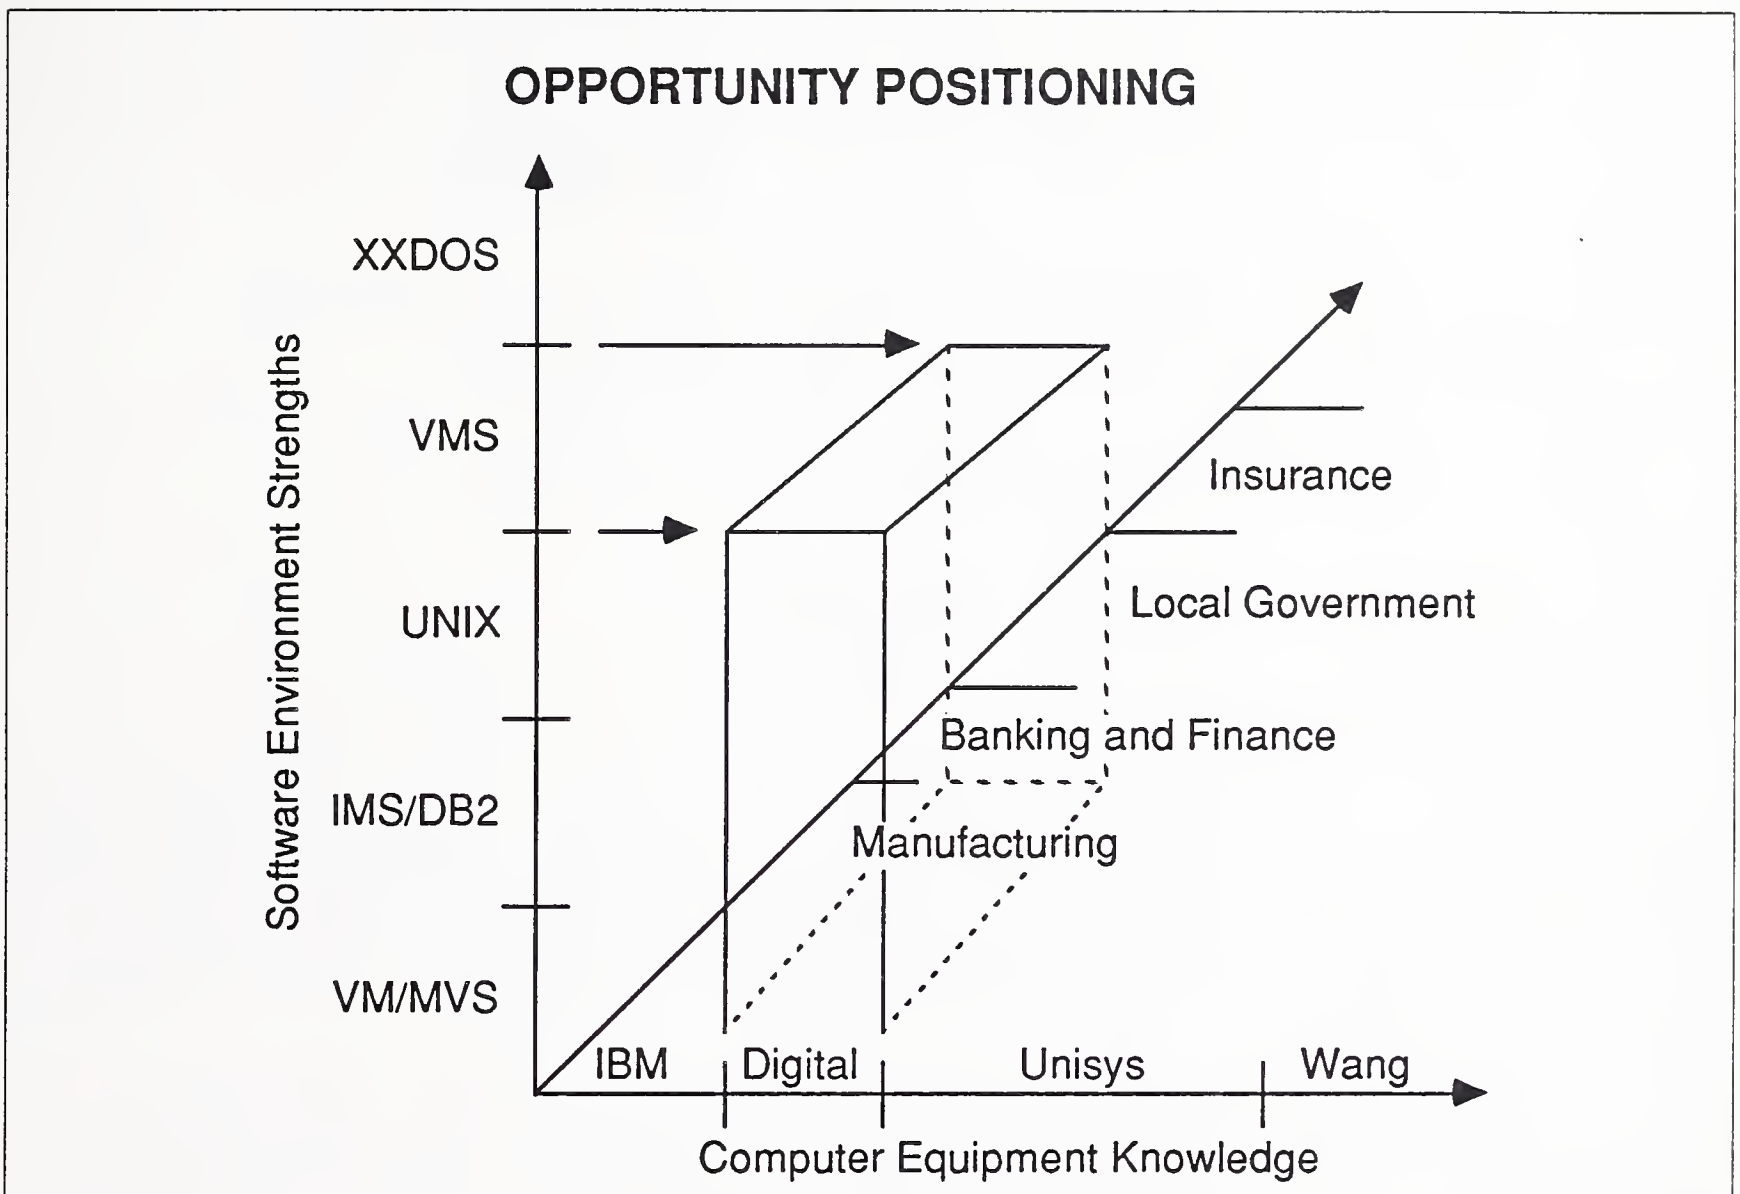 OPPORTUNITY POSITIONING
XXDOS
VMS
UNIX
IMS/DB2
VM/MVS
Software Environment Strengths
Insurance
Local Government
Banking and Finance
Manufacturing
IBM
Digital
Unisys
Wang
Computer Equipment Knowledge